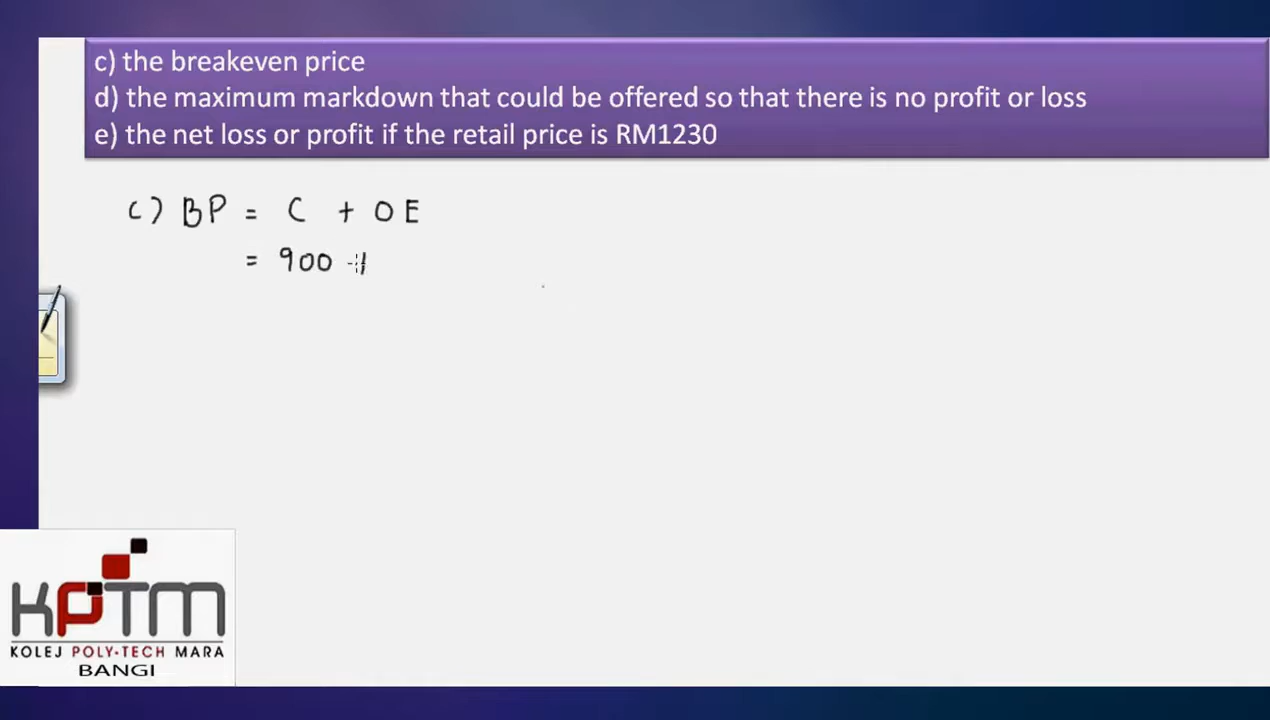 c) the breakeven price
d) the maximum markdown that could be offered so that there is no profit or loss
e) the net loss or profit if the retail price is RM1230
c) BP = C + OE
= 900 +
KPTM
KOLEJ POLY-TECH MARA
BANGI